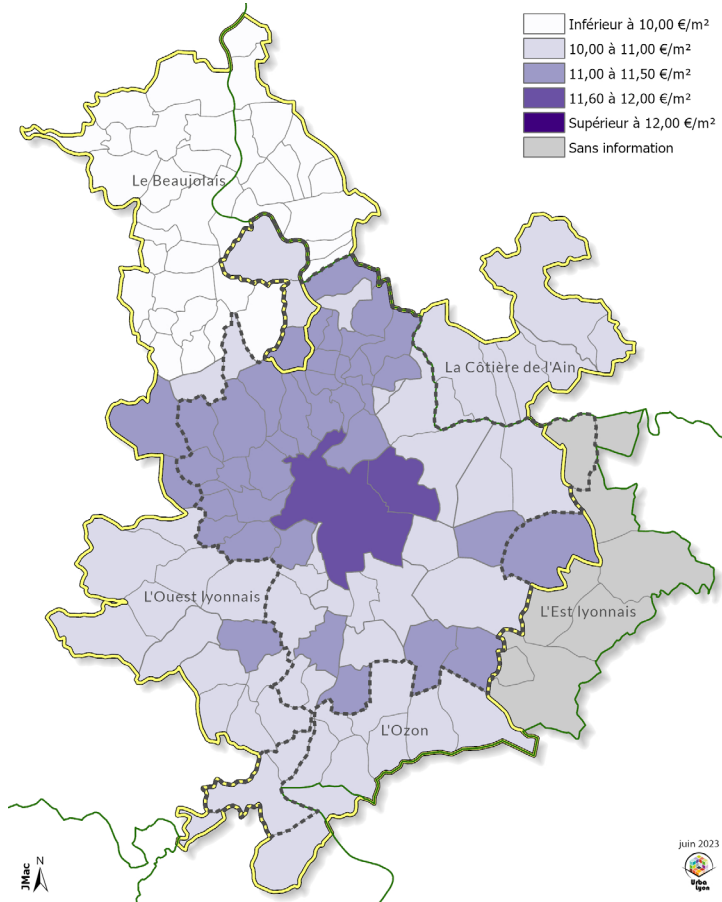 Inférieur à 10,00 €/m²
10,00 à 11,00 €/m²
11,00 à 11,50 €/m²
11,60 à 12,00 €/m²
Supérieur à 12,00 €/m²
Sans information
Le Beaujolais
La Côtière de l'Ain
L'Ouest lyonnais
L'Est lyonnais
L'Ozon
JMac
N
juin 2023
Urba
Lyon